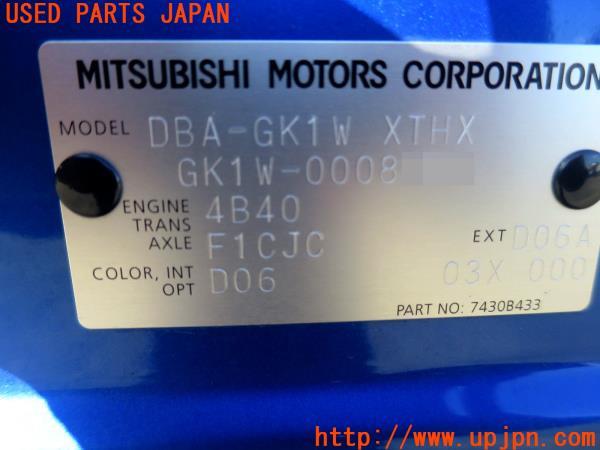 USED PARTS JAPAN
MITSUBISHI MOTORS CORPORATION
MODEL DBA-GK1W XTHX
GK1W-0008
ENGINE 4B40
TRANS
AXLE F1CJC EXT D06A
COLOR, INT D06 03X 000
OPT
PART NO: 7430B433
UPJ http://www.upjpn.com/